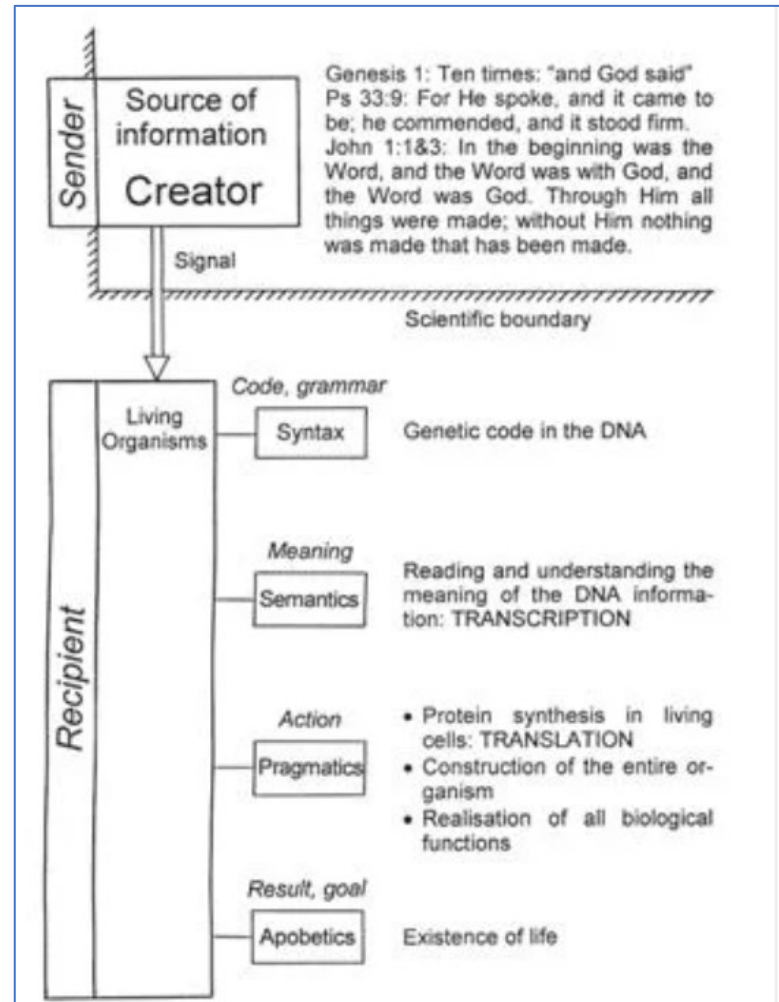 Sender
Source of
information
Creator
Genesis 1: Ten times: "and God said"
Ps 33:9: For He spoke, and it came to
be; he commended, and it stood firm.
John 1:1&3: In the beginning was the
Word, and the Word was with God, and
the Word was God. Through Him all
things were made; without Him nothing
was made that has been made.
Signal
Scientific boundary
Recipient
Living
Organisms
Code, grammar
Syntax
Genetic code in the DNA
Meaning
Semantics
Reading and understanding the
meaning of the DNA informa-
tion: TRANSCRIPTION
Action
Pragmatics
• Protein synthesis in living
cells: TRANSLATION
• Construction of the entire or-
ganism
• Realisation of all biological
functions
Result, goal
Apobetics
Existence of life